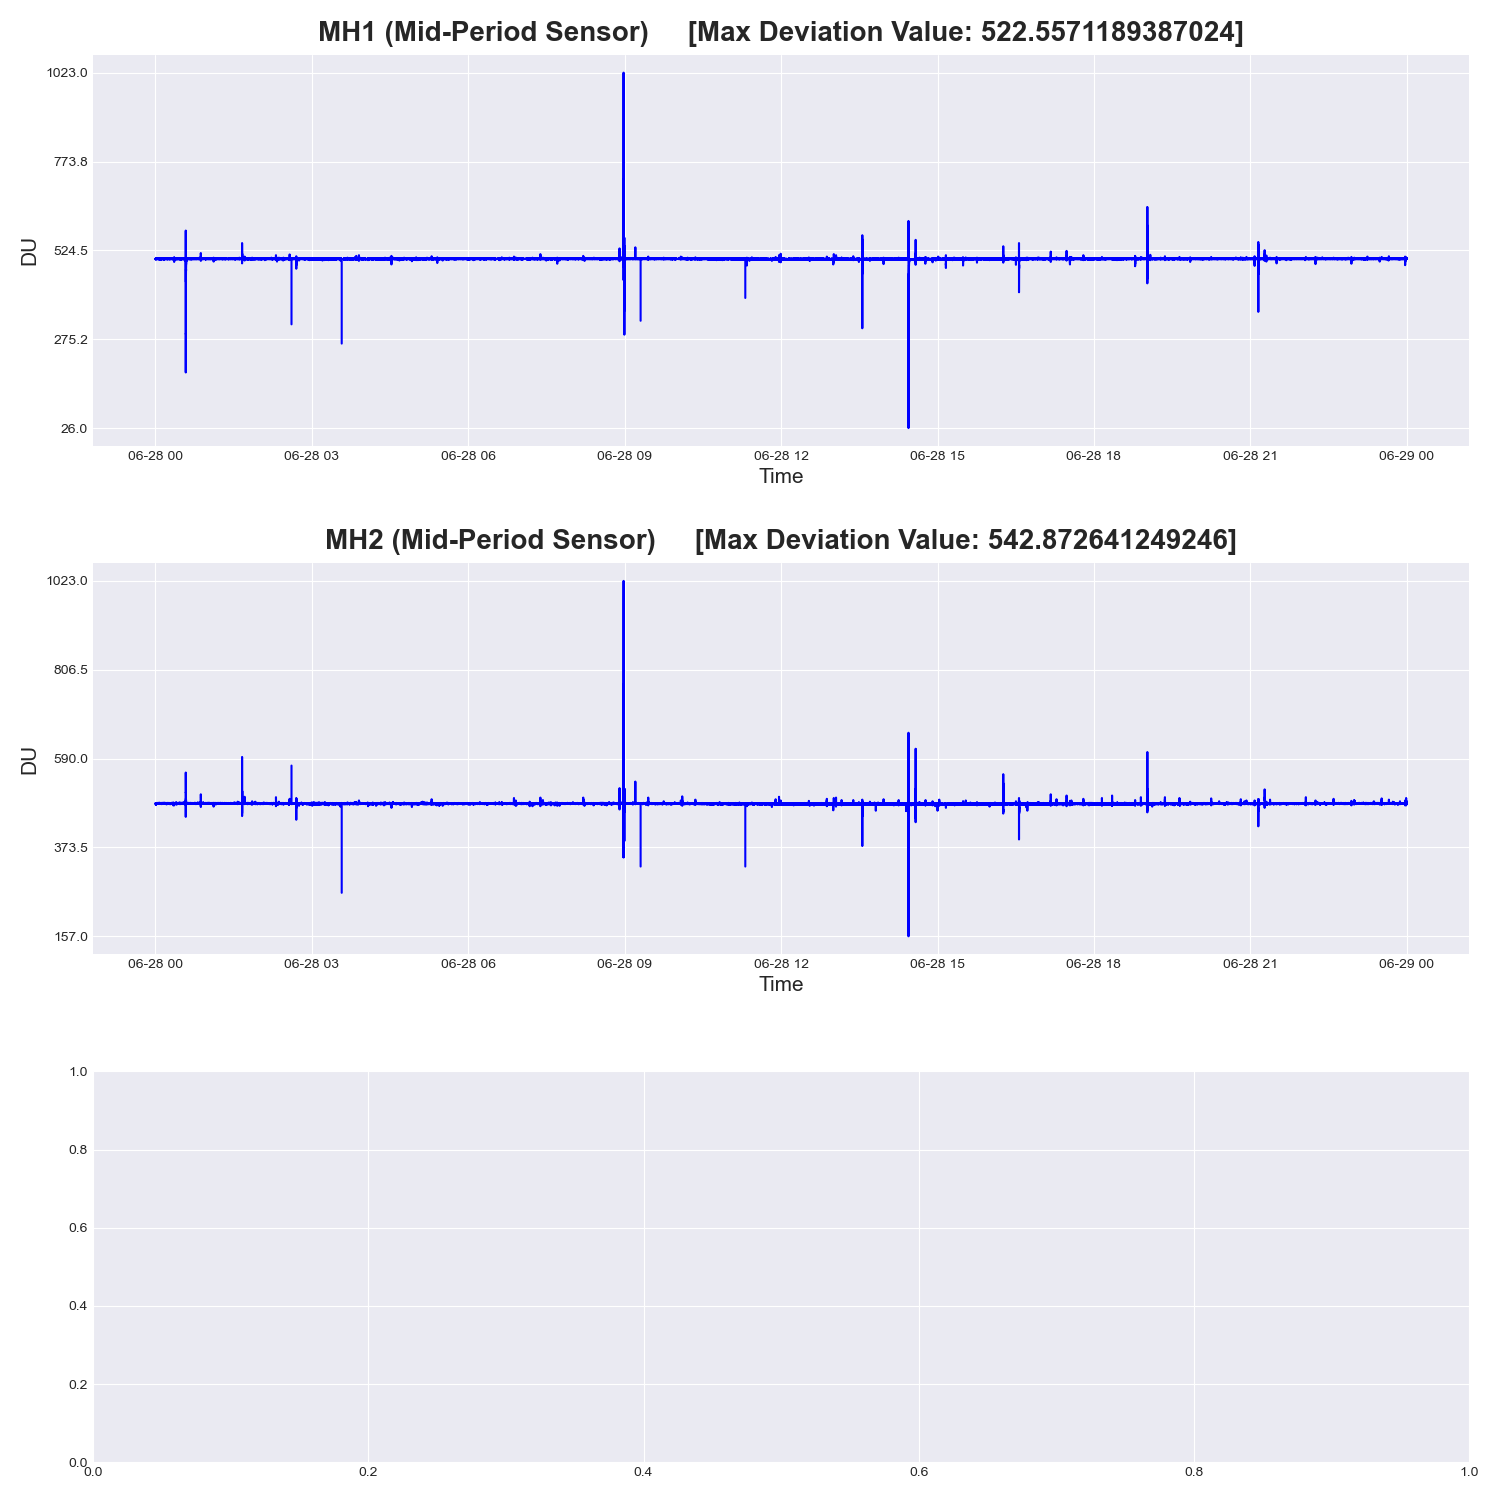 MH1 (Mid-Period Sensor) [Max Deviation Value: 522.5571189387024]
1023.0
773.8
524.5
275.2
26.0
DU
06-28 00 06-28 03 06-28 06 06-28 09 06-28 12 06-28 15 06-28 18 06-28 21 06-29 00
Time
MH2 (Mid-Period Sensor) [Max Deviation Value: 542.872641249246]
1023.0
806.5
590.0
373.5
157.0
DU
06-28 00 06-28 03 06-28 06 06-28 09 06-28 12 06-28 15 06-28 18 06-28 21 06-29 00
Time
1.0
0.8
0.6
0.4
0.2
0.0
0.0 0.2 0.4 0.6 0.8 1.0